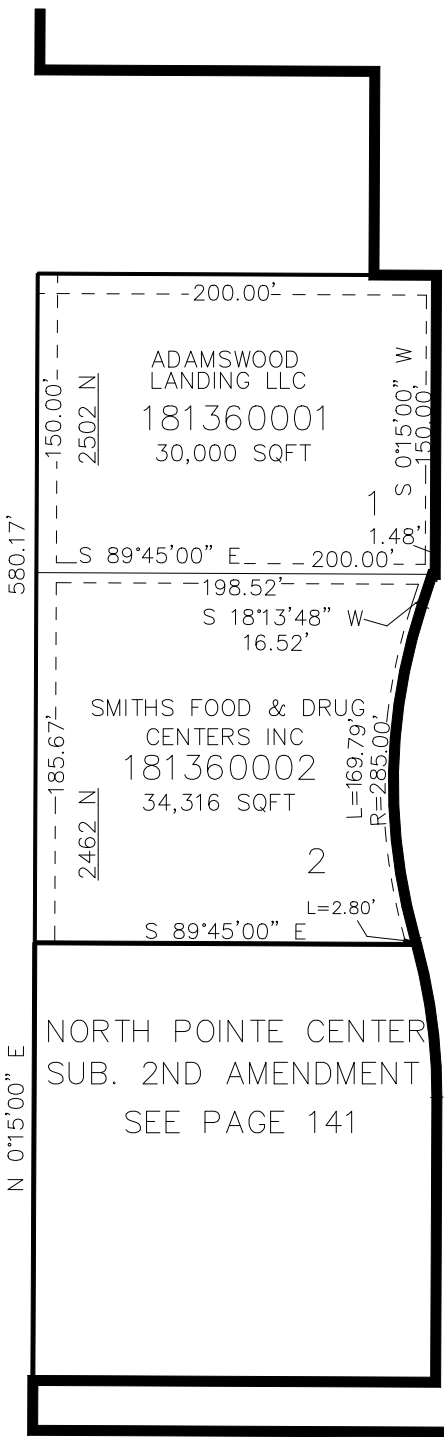 200.00'
ADAMSWOOD
LANDING LLC
181360001
30,000 SQFT
150.00'
2502 N
S 0°15'00" W
150.00'
1
1.48'
S 89°45'00" E
200.00'
580.17'
198.52'
S 18°13'48" W
16.52'
SMITHS FOOD & DRUG
CENTERS INC
181360002
34,316 SQFT
185.67'
2462 N
L=169.79'
R=285.00'
2
L=2.80'
S 89°45'00" E
N 0°15'00" E
NORTH POINTE CENTER
SUB. 2ND AMENDMENT
SEE PAGE 141